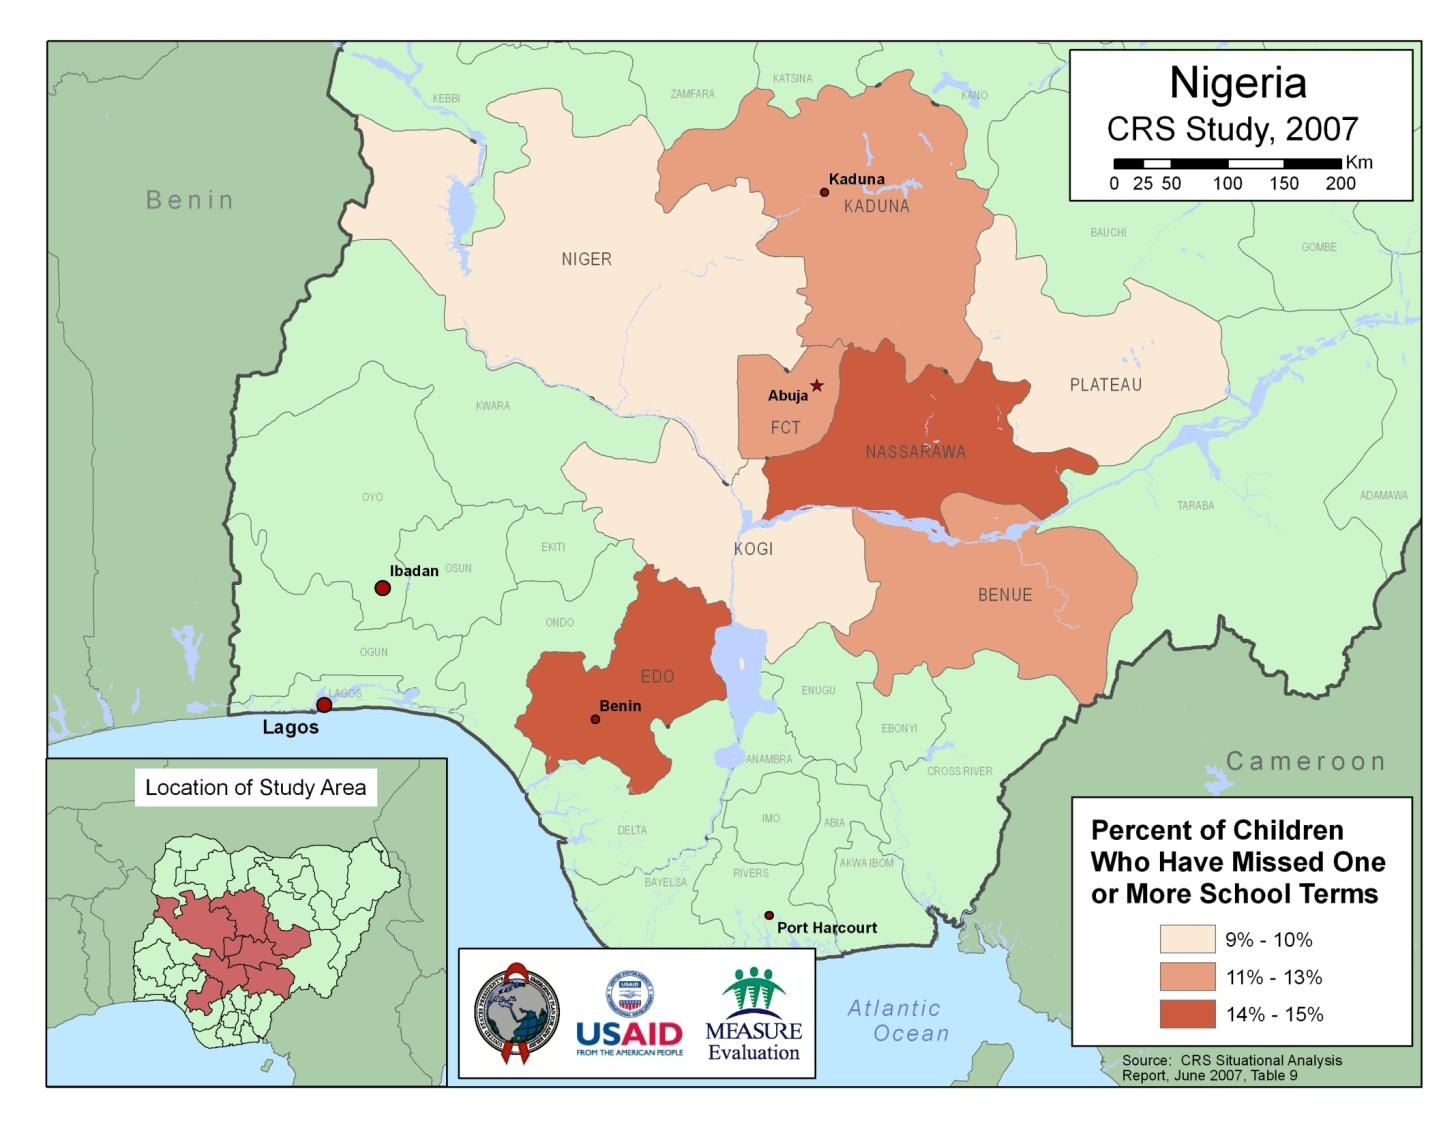 Nigeria
CRS Study, 2007
Km
0 25 50 100 150 200
Benin
KEBBI
ZAMFARA
KATSINA
KANO
Kaduna
KADUNA
BAUCHI
GOMBE
NIGER
PLATEAU
Abuja
FCT
KWARA
NASSARAWA
OYO
TARABA
ADAMAWA
KOGI
EKITI
Ibadan
OSUN
BENUE
ONDO
OGUN
EDO
LAGOS
Lagos
Benin
ENUGU
EBONYI
ANAMBRA
CROSS RIVER
Cameroon
DELTA
IMO
ABIA
AKWA IBOM
RIVERS
BAYELSA
Port Harcourt
Atlantic
Ocean
Location of Study Area
Percent of Children
Who Have Missed One
or More School Terms
9% - 10%
11% - 13%
14% - 15%
USAID
USAID
FROM THE AMERICAN PEOPLE
MEASURE
Evaluation
Source: CRS Situational Analysis
Report, June 2007, Table 9